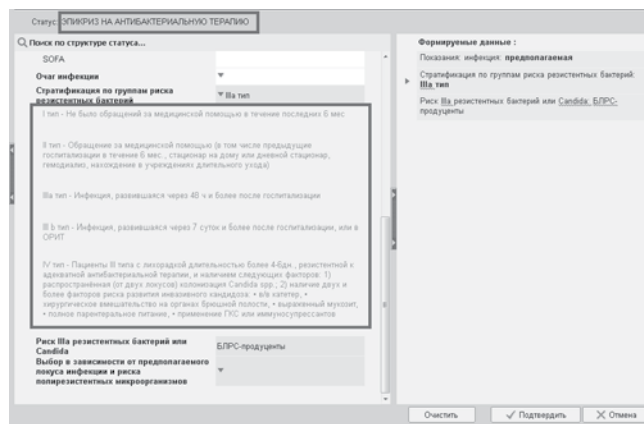 Статус: ЭПИКРИЗ НА АНТИБАКТЕРИАЛЬНУЮ ТЕРАПИЮ
Поиск по структуре статуса...
SOFA
Очаг инфекции
Стратификация по группам риска
резистентных бактерий
IIIa тип
I тип - Не было обращений за медицинской помощью в течение последних 6 мес
II тип - Обращение за медицинской помощью (в том числе предыдущие
госпитализации в течение 6 мес., стационар на дому или дневной стационар,
гемодиализ, нахождение в учреждениях длительного ухода)
IIIa тип - Инфекция, развившаяся через 48 ч и более после госпитализации
III b тип - Инфекция, развившаяся через 7 суток и более после госпитализации, или в
ОРИТ
IV тип - Пациенты III типа с лихорадкой длительностью более 4-6дн., резистентной к
адекватной антибактериальной терапии, и наличием следующих факторов: 1)
распространённая (от двух локусов) колонизация Candida spp.; 2) наличие двух и
более факторов риска развития инвазивного кандидоза: • в/в катетер, •
хирургическое вмешательство на органах брюшной полости, • выраженный мукозит,
• полное парентеральное питание, • применение ГКС или иммуносупрессантов
Риск IIIa резистентных бактерий или
Candida
БЛРС-продуценты
Выбор в зависимости от предполагаемого
локуса инфекции и риска
полирезистентных микроорганизмов
Формируемые данные :
Показания: инфекция: предполагаемая
Стратификация по группам риска резистентных бактерий:
IIIa тип
Риск IIIa резистентных бактерий или Candida: БЛРС-
продуценты
Очистить
Подтвердить
Отмена